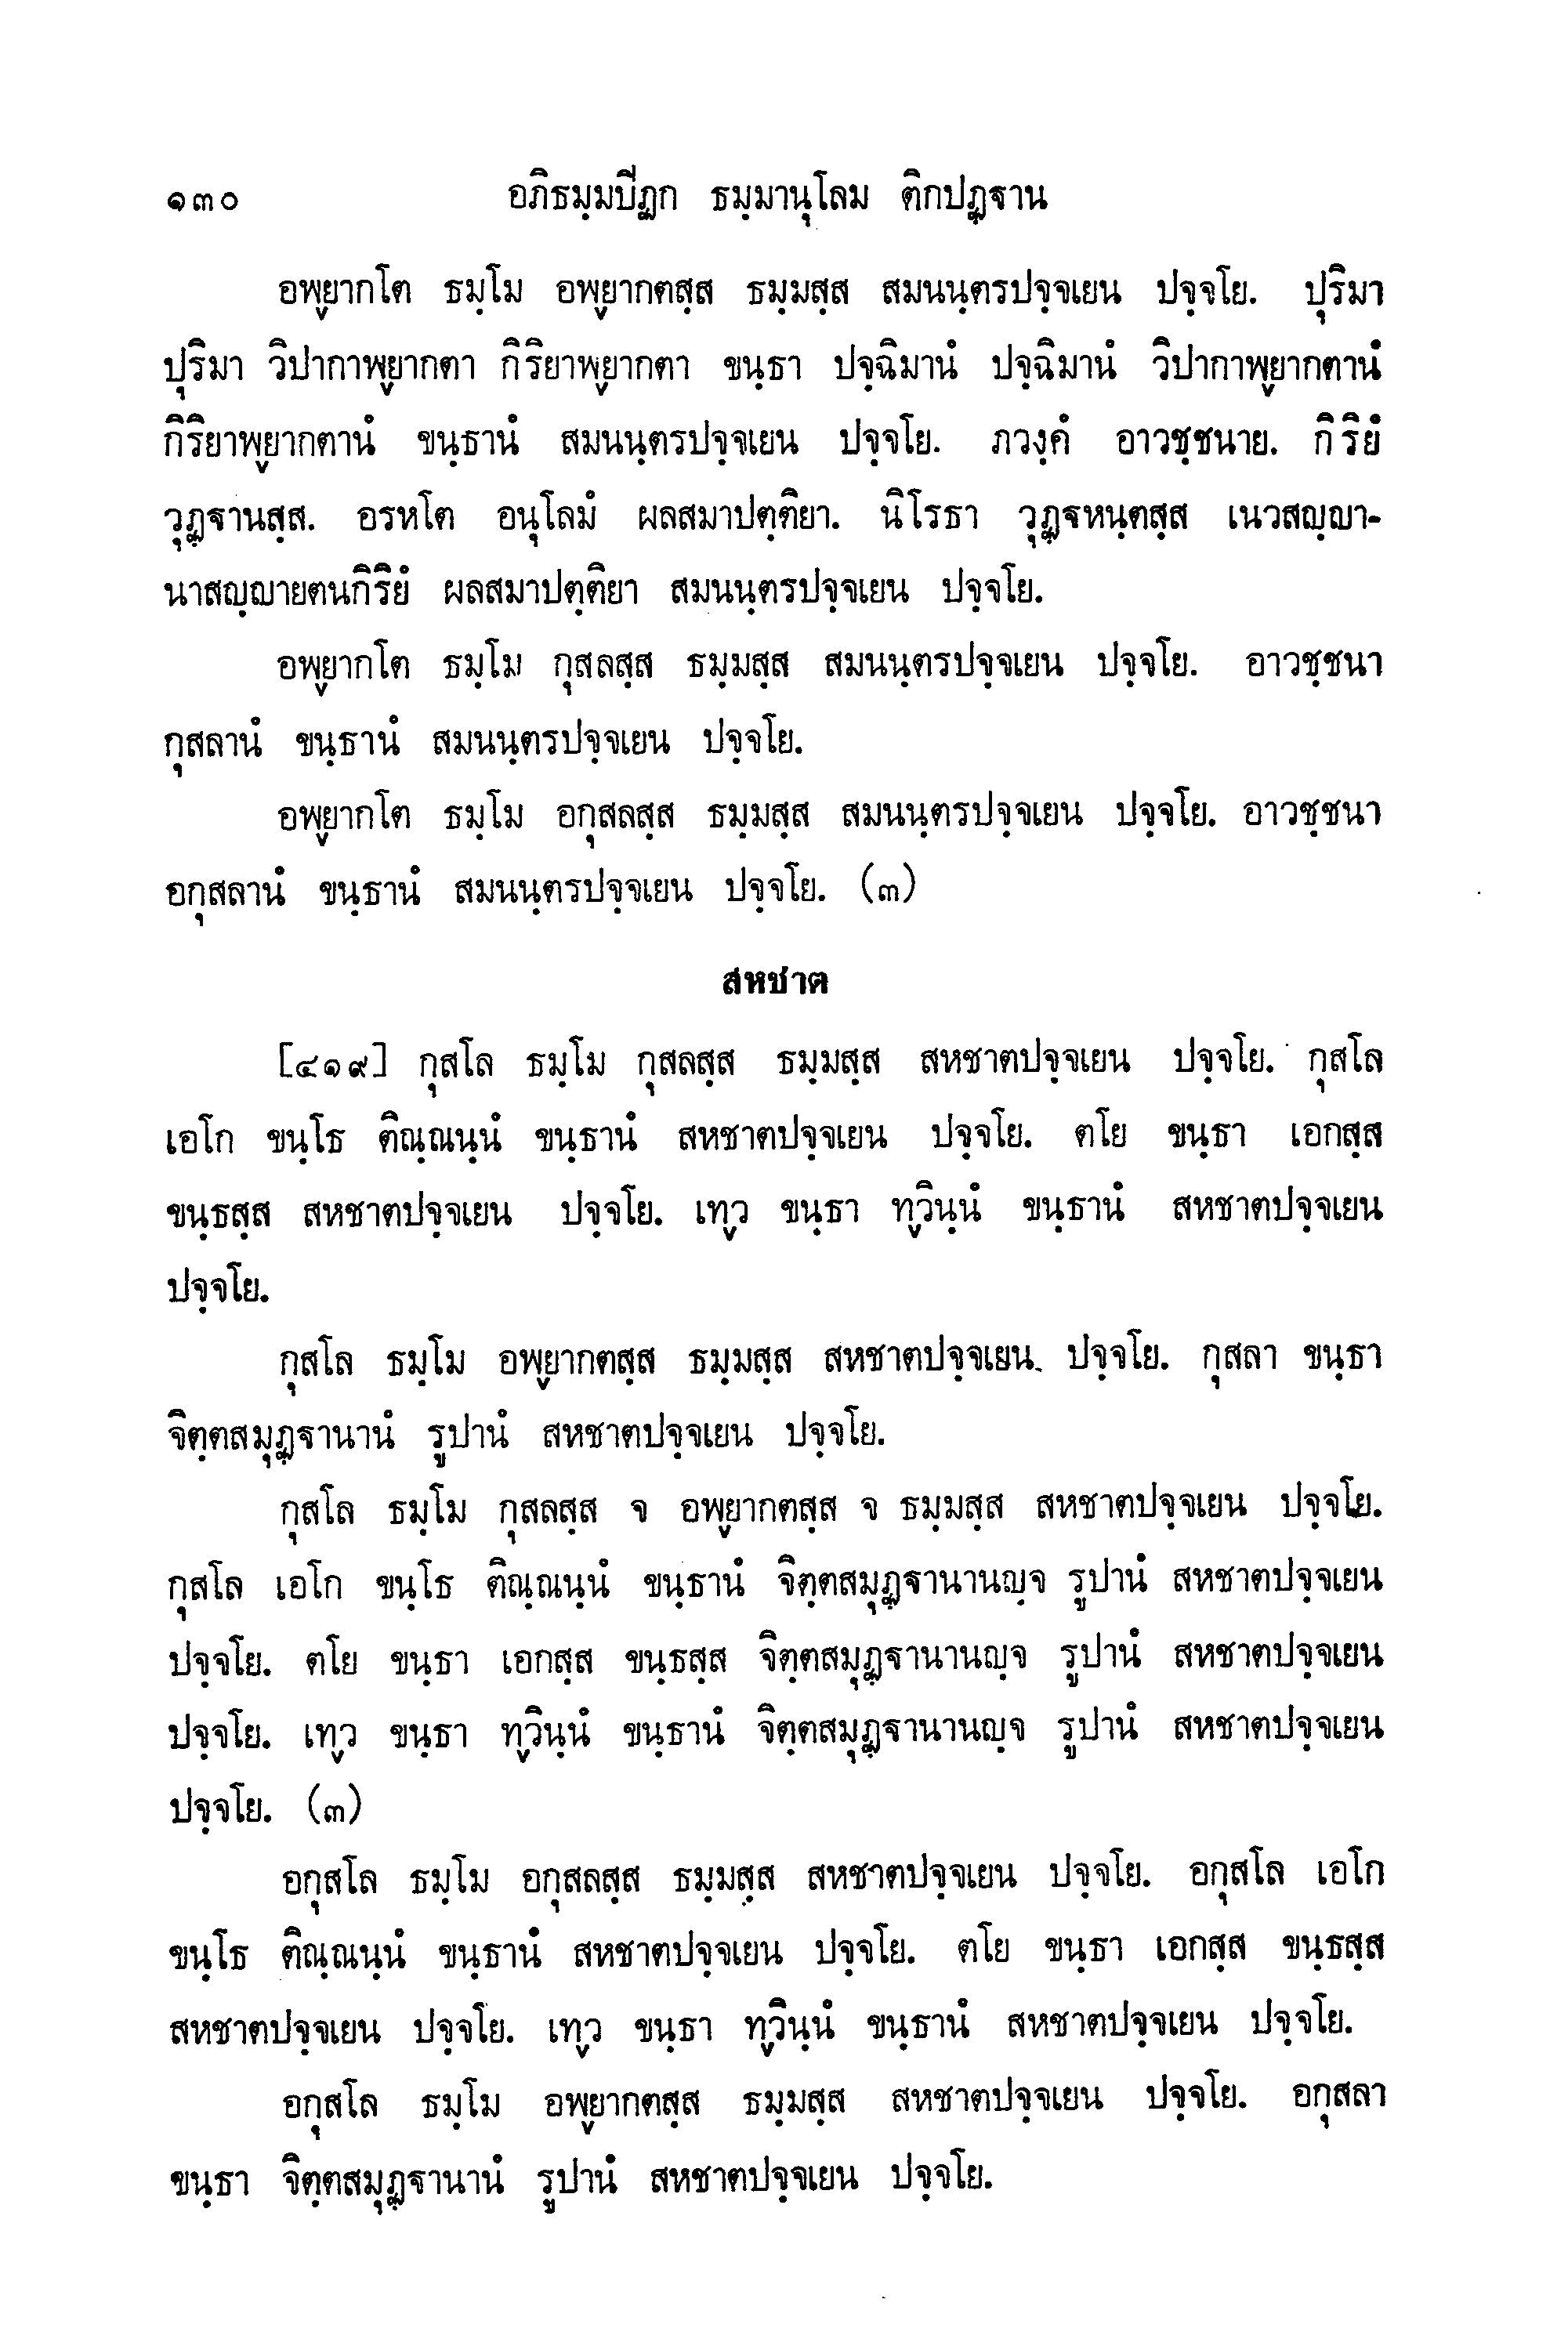 ๑๓๐ อภิธมฺมปิฏก ธมฺมานุโลม ติกปฏฺฐาน
อพฺยากโต ธมฺโม อพฺยากตสฺส ธมฺมสฺส สมนนฺตรปจฺจเยน ปจฺจโย. ปุริมา
ปุริมา วิปากาพฺยากตา กิริยาพฺยากตา ขนฺธา ปจฺฉิมานํ ปจฺฉิมานํ วิปากาพฺยากตานํ
กิริยาพฺยากตานํ ขนฺธานํ สมนนฺตรปจฺจเยน ปจฺจโย. ภวงฺคํ อาวชฺชนาย. กิริยํ
วุฏฺฐานสฺส. อรหโต อนุโลมํ ผลสมาปตฺติยา. นิโรธา วุฏฺฐหนฺตสฺส เนวสญฺญา-
นาสญฺญายตนกิริยํ ผลสมาปตฺติยา สมนนฺตรปจฺจเยน ปจฺจโย.
อพฺยากโต ธมฺโม กุสลสฺส ธมฺมสฺส สมนนฺตรปจฺจเยน ปจฺจโย. อาวชฺชนา
กุสลานํ ขนฺธานํ สมนนฺตรปจฺจเยน ปจฺจโย.
อพฺยากโต ธมฺโม อกุสลสฺส ธมฺมสฺส สมนนฺตรปจฺจเยน ปจฺจโย. อาวชฺชนา
อกุสลานํ ขนฺธานํ สมนนฺตรปจฺจเยน ปจฺจโย. (๓)
สหชาต
[๔๑๙] กุสโล ธมฺโม กุสลสฺส ธมฺมสฺส สหชาตปจฺจเยน ปจฺจโย. กุสโล
เอโก ขนฺโธ ติณฺณนฺนํ ขนฺธานํ สหชาตปจฺจเยน ปจฺจโย. ตโย ขนฺธา เอกสฺส
ขนฺธสฺส สหชาตปจฺจเยน ปจฺจโย. เทฺว ขนฺธา ทฺวินฺนํ ขนฺธานํ สหชาตปจฺจเยน
ปจฺจโย.
กุสโล ธมฺโม อพฺยากตสฺส ธมฺมสฺส สหชาตปจฺจเยน ปจฺจโย. กุสลา ขนฺธา
จิตฺตสมุฏฺฐานานํ รูปานํ สหชาตปจฺจเยน ปจฺจโย.
กุสโล ธมฺโม กุสลสฺส จ อพฺยากตสฺส จ ธมฺมสฺส สหชาตปจฺจเยน ปจฺจโย.
กุสโล เอโก ขนฺโธ ติณฺณนฺนํ ขนฺธานํ จิตฺตสมุฏฺฐานานญฺจ รูปานํ สหชาตปจฺจเยน
ปจฺจโย. ตโย ขนฺธา เอกสฺส ขนฺธสฺส จิตฺตสมุฏฺฐานานญฺจ รูปานํ สหชาตปจฺจเยน
ปจฺจโย. เทฺว ขนฺธา ทฺวินฺนํ ขนฺธานํ จิตฺตสมุฏฺฐานานญฺจ รูปานํ สหชาตปจฺจเยน
ปจฺจโย. (๓)
อกุสโล ธมฺโม อกุสลสฺส ธมฺมสฺส สหชาตปจฺจเยน ปจฺจโย. อกุสโล เอโก
ขนฺโธ ติณฺณนฺนํ ขนฺธานํ สหชาตปจฺจเยน ปจฺจโย. ตโย ขนฺธา เอกสฺส ขนฺธสฺส
สหชาตปจฺจเยน ปจฺจโย. เทฺว ขนฺธา ทฺวินฺนํ ขนฺธานํ สหชาตปจฺจเยน ปจฺจโย.
อกุสโล ธมฺโม อพฺยากตสฺส ธมฺมสฺส สหชาตปจฺจเยน ปจฺจโย. อกุสลา
ขนฺธา จิตฺตสมุฏฺฐานานํ รูปานํ สหชาตปจฺจเยน ปจฺจโย.